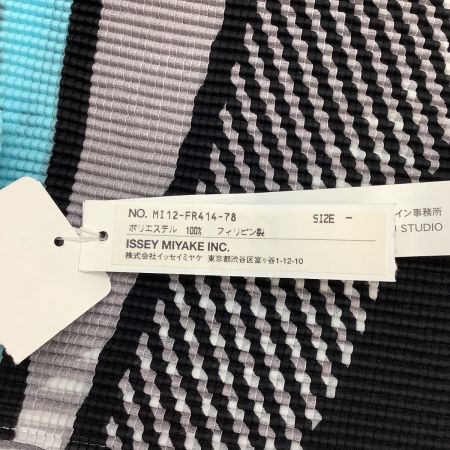 NO. MI12-FR414-78 SIZE -
ポリエステル 100% フィリピン製
ISSEY MIYAKE INC.
株式会社イッセイミヤケ 東京都渋谷区富ヶ谷1-12-10
イン事務所
STUDIO